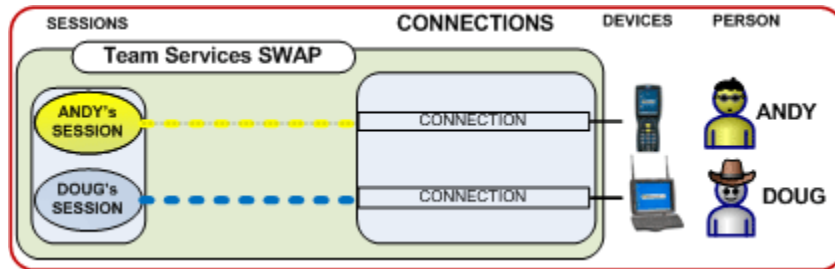 SESSIONS
CONNECTIONS
DEVICES
PERSON
Team Services SWAP
ANDY's
SESSION
CONNECTION
ANDY
DOUG's
SESSION
CONNECTION
DOUG